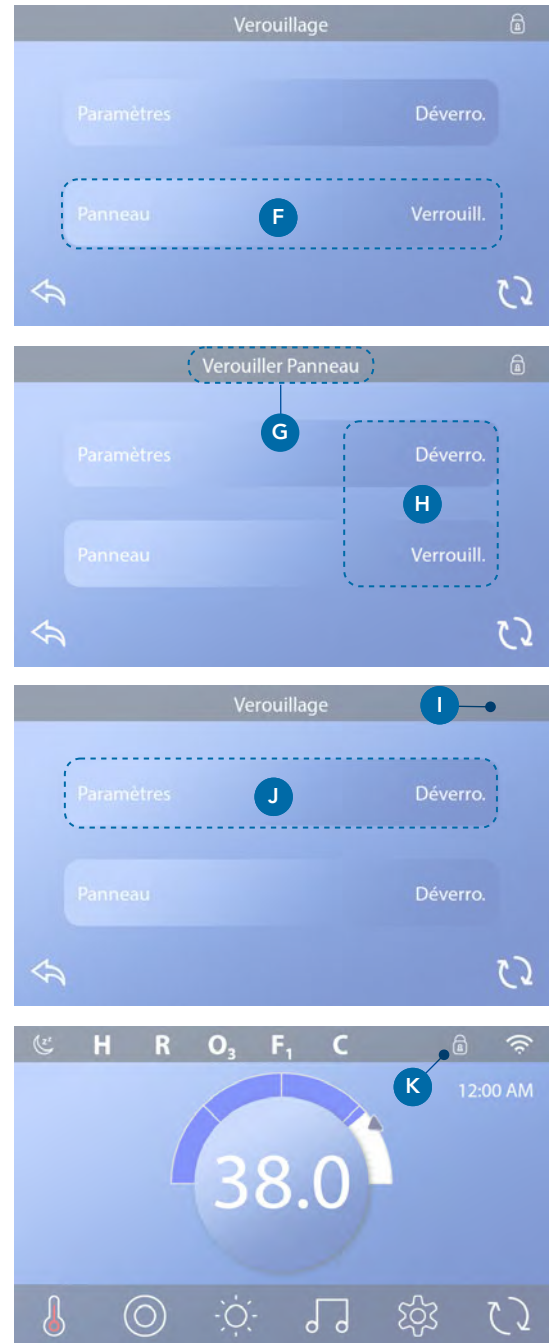 Verouillage
Paramètres Déverro.
Panneau F Verrouill.
Verouiller Panneau
G
Paramètres Déverro.
H
Panneau Verrouill.
Verouillage I
Paramètres J Déverro.
Panneau Déverro.
zz H R O₃ F₁ C
K 12:00 AM
38.0